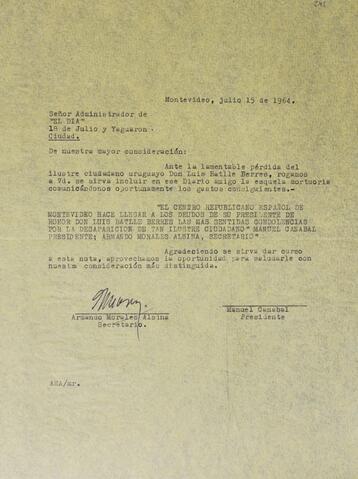 241
Montevideo, julio 15 de 1964.
Señor Administrador de
"EL DIA"
18 de Julio y Yaguaron.
Ciudad.
De nuestra mayor consideración:
Ante la lamentable pérdida del
ilustre ciudadano uruguayo Don Luis Batlle Berres, rogamos
a Vd. se sirva incluir en ese Diario amigo la esquela mortuoria
comunicándonos oportunamente los gastos consiguientes.-
"EL CENTRO REPUBLICANO ESPAÑOL DE
MONTEVIDEO HACE LLEGAR A LOS DEUDOS DE SU PRESIDENTE DE
HONOR DON LUIS BATLLE BERRES LAS MAS SENTIDAS CONDOLENCIAS
POR LA DESAPARICION DE TAN ILUSTRE CIUDADANO" MANUEL CANABAL
PRESIDENTE; ARMANDO MORALES ALSINA, SECRETARIO".
Agradeciendo se sirva dar curso
a esta nota, aprovechamos la oportunidad para saludarle con
nuestra consideración más distinguida.
Armando Morales Alsina
Secretario.
Manuel Canabal
Presidente
AMA/mr.